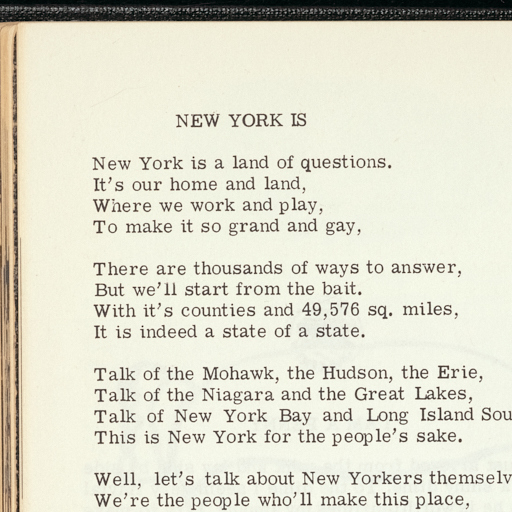 NEW YORK IS
New York is a land of questions.
It's our home and land,
Where we work and play,
To make it so grand and gay,
There are thousands of ways to answer,
But we'll start from the bait.
With it's counties and 49,576 sq. miles,
It is indeed a state of a state.
Talk of the Mohawk, the Hudson, the Erie,
Talk of the Niagara and the Great Lakes,
Talk of New York Bay and Long Island Sou
This is New York for the people's sake.
Well, let's talk about New Yorkers themselv
We're the people who'll make this place,